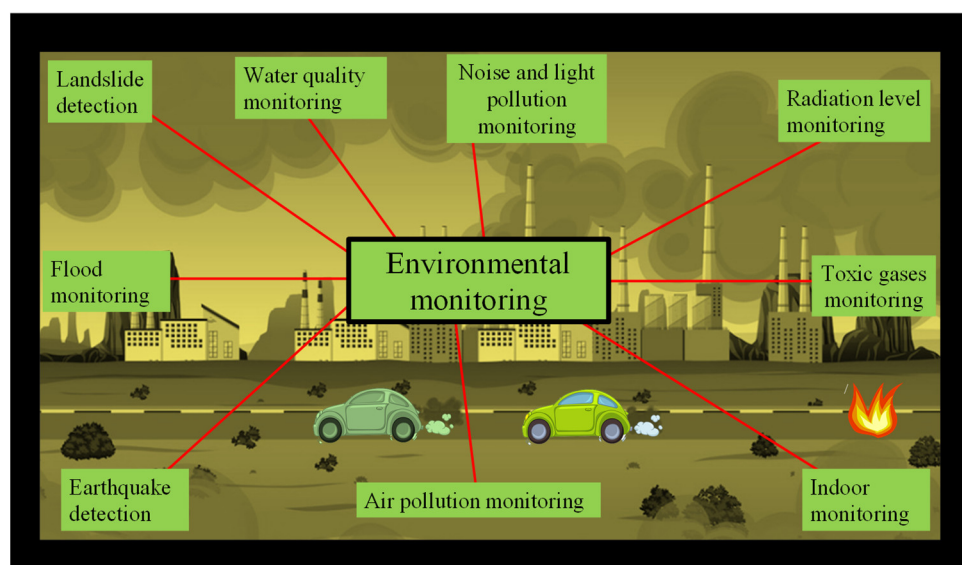 Landslide
detection
Water quality
monitoring
Noise and light
pollution
monitoring
Radiation level
monitoring
Environmental
monitoring
Flood
monitoring
Toxic gases
monitoring
Earthquake
detection
Air pollution monitoring
Indoor
monitoring